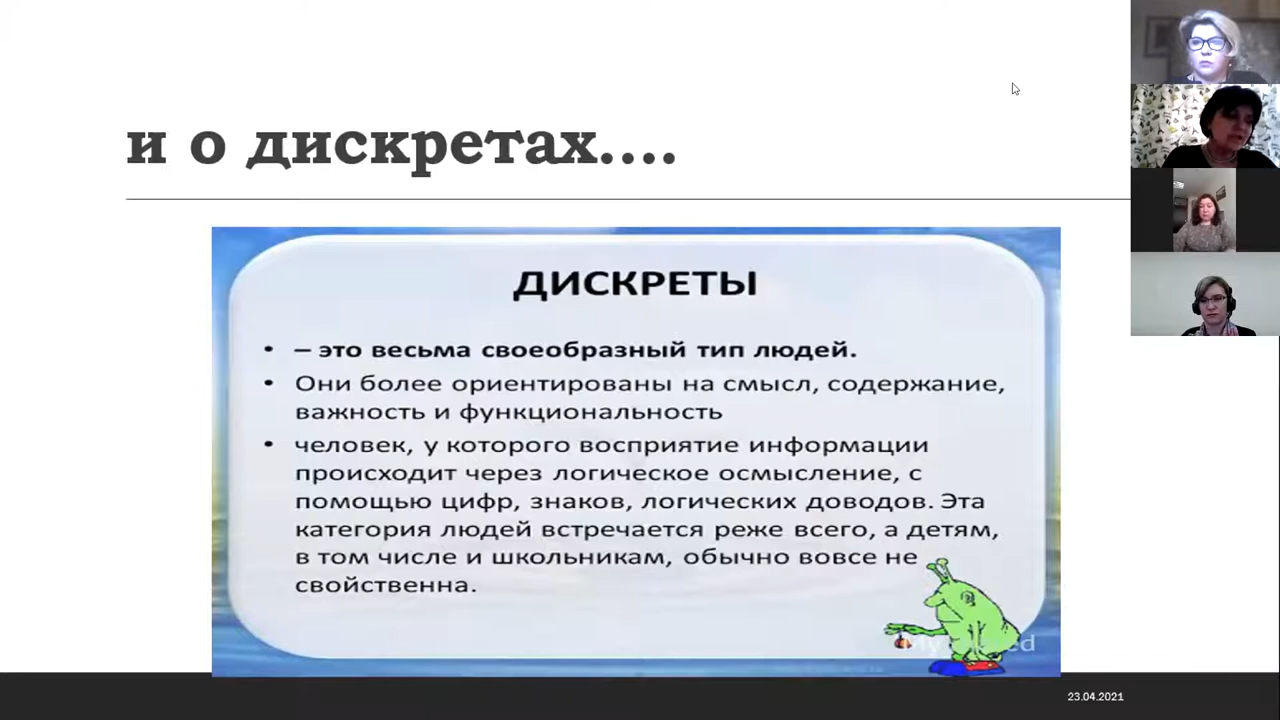 и о дискретах....
ДИСКРЕТЫ
• – это весьма своеобразный тип людей.
• Они более ориентированы на смысл, содержание,
важность и функциональность
• человек, у которого восприятие информации
происходит через логическое осмысление, с
помощью цифр, знаков, логических доводов. Эта
категория людей встречается реже всего, а детям,
в том числе и школьникам, обычно вовсе не
свойственна.
23.04.2021